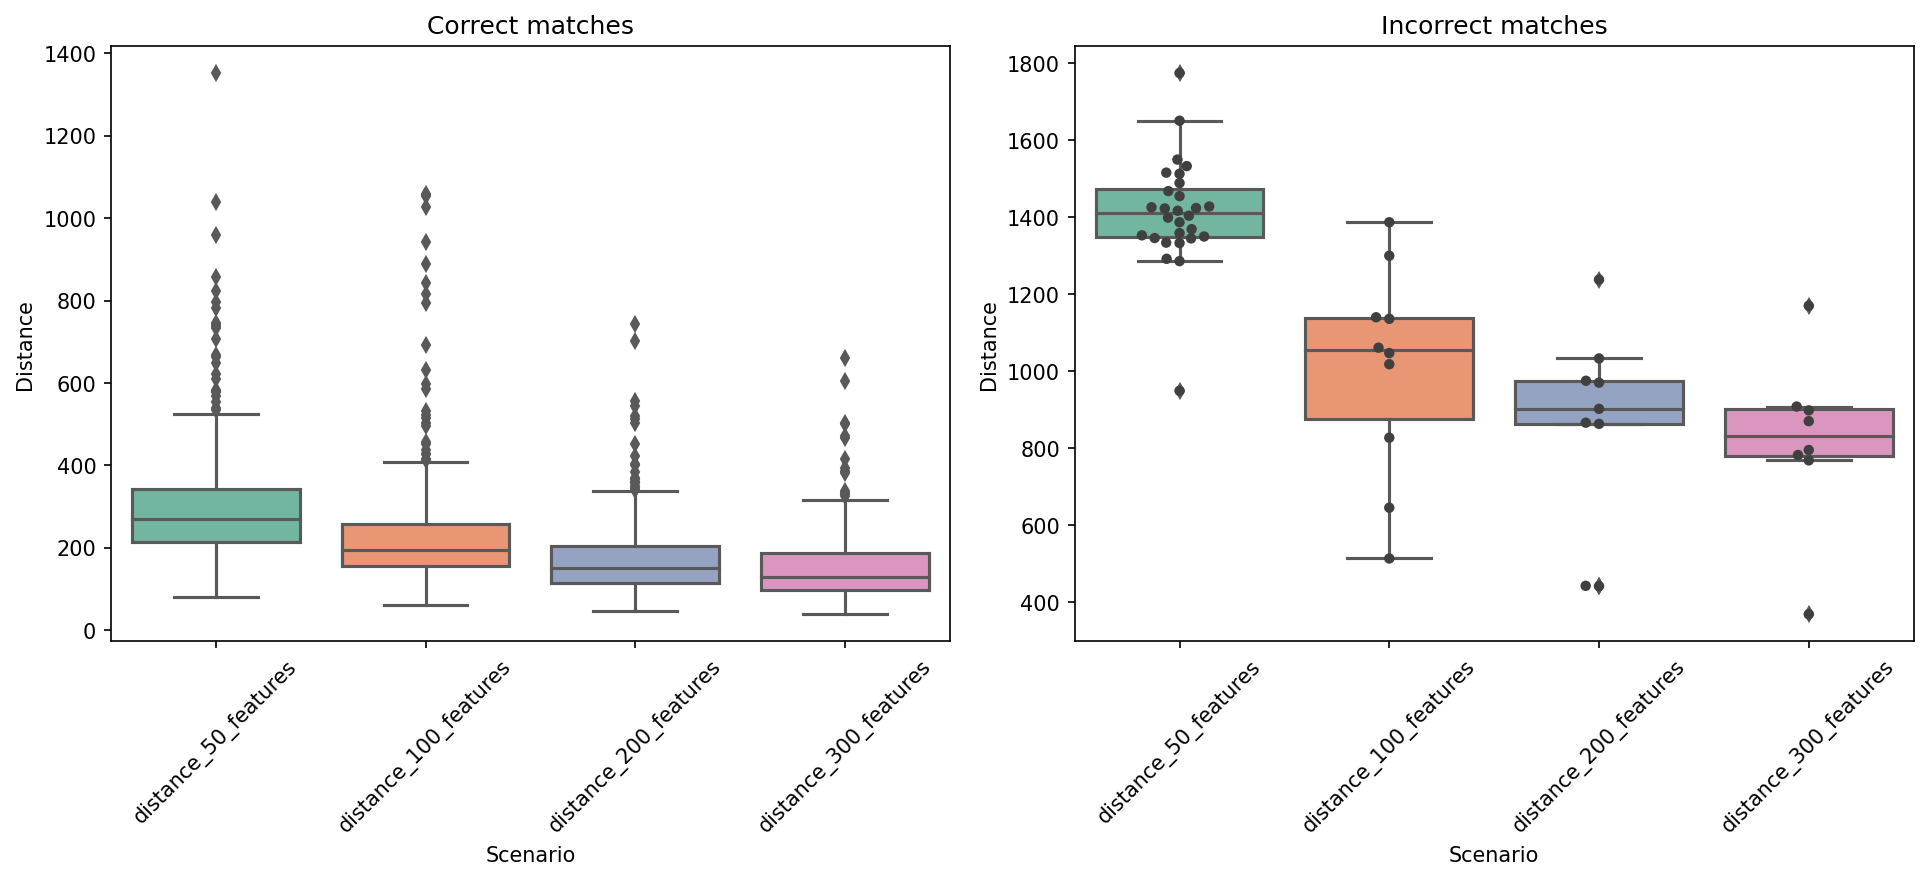 Correct matches
Distance
1400
1200
1000
800
600
400
200
0
distance_50_features
distance_100_features
distance_200_features
distance_300_features
Scenario
Incorrect matches
Distance
1800
1600
1400
1200
1000
800
600
400
distance_50_features
distance_100_features
distance_200_features
distance_300_features
Scenario